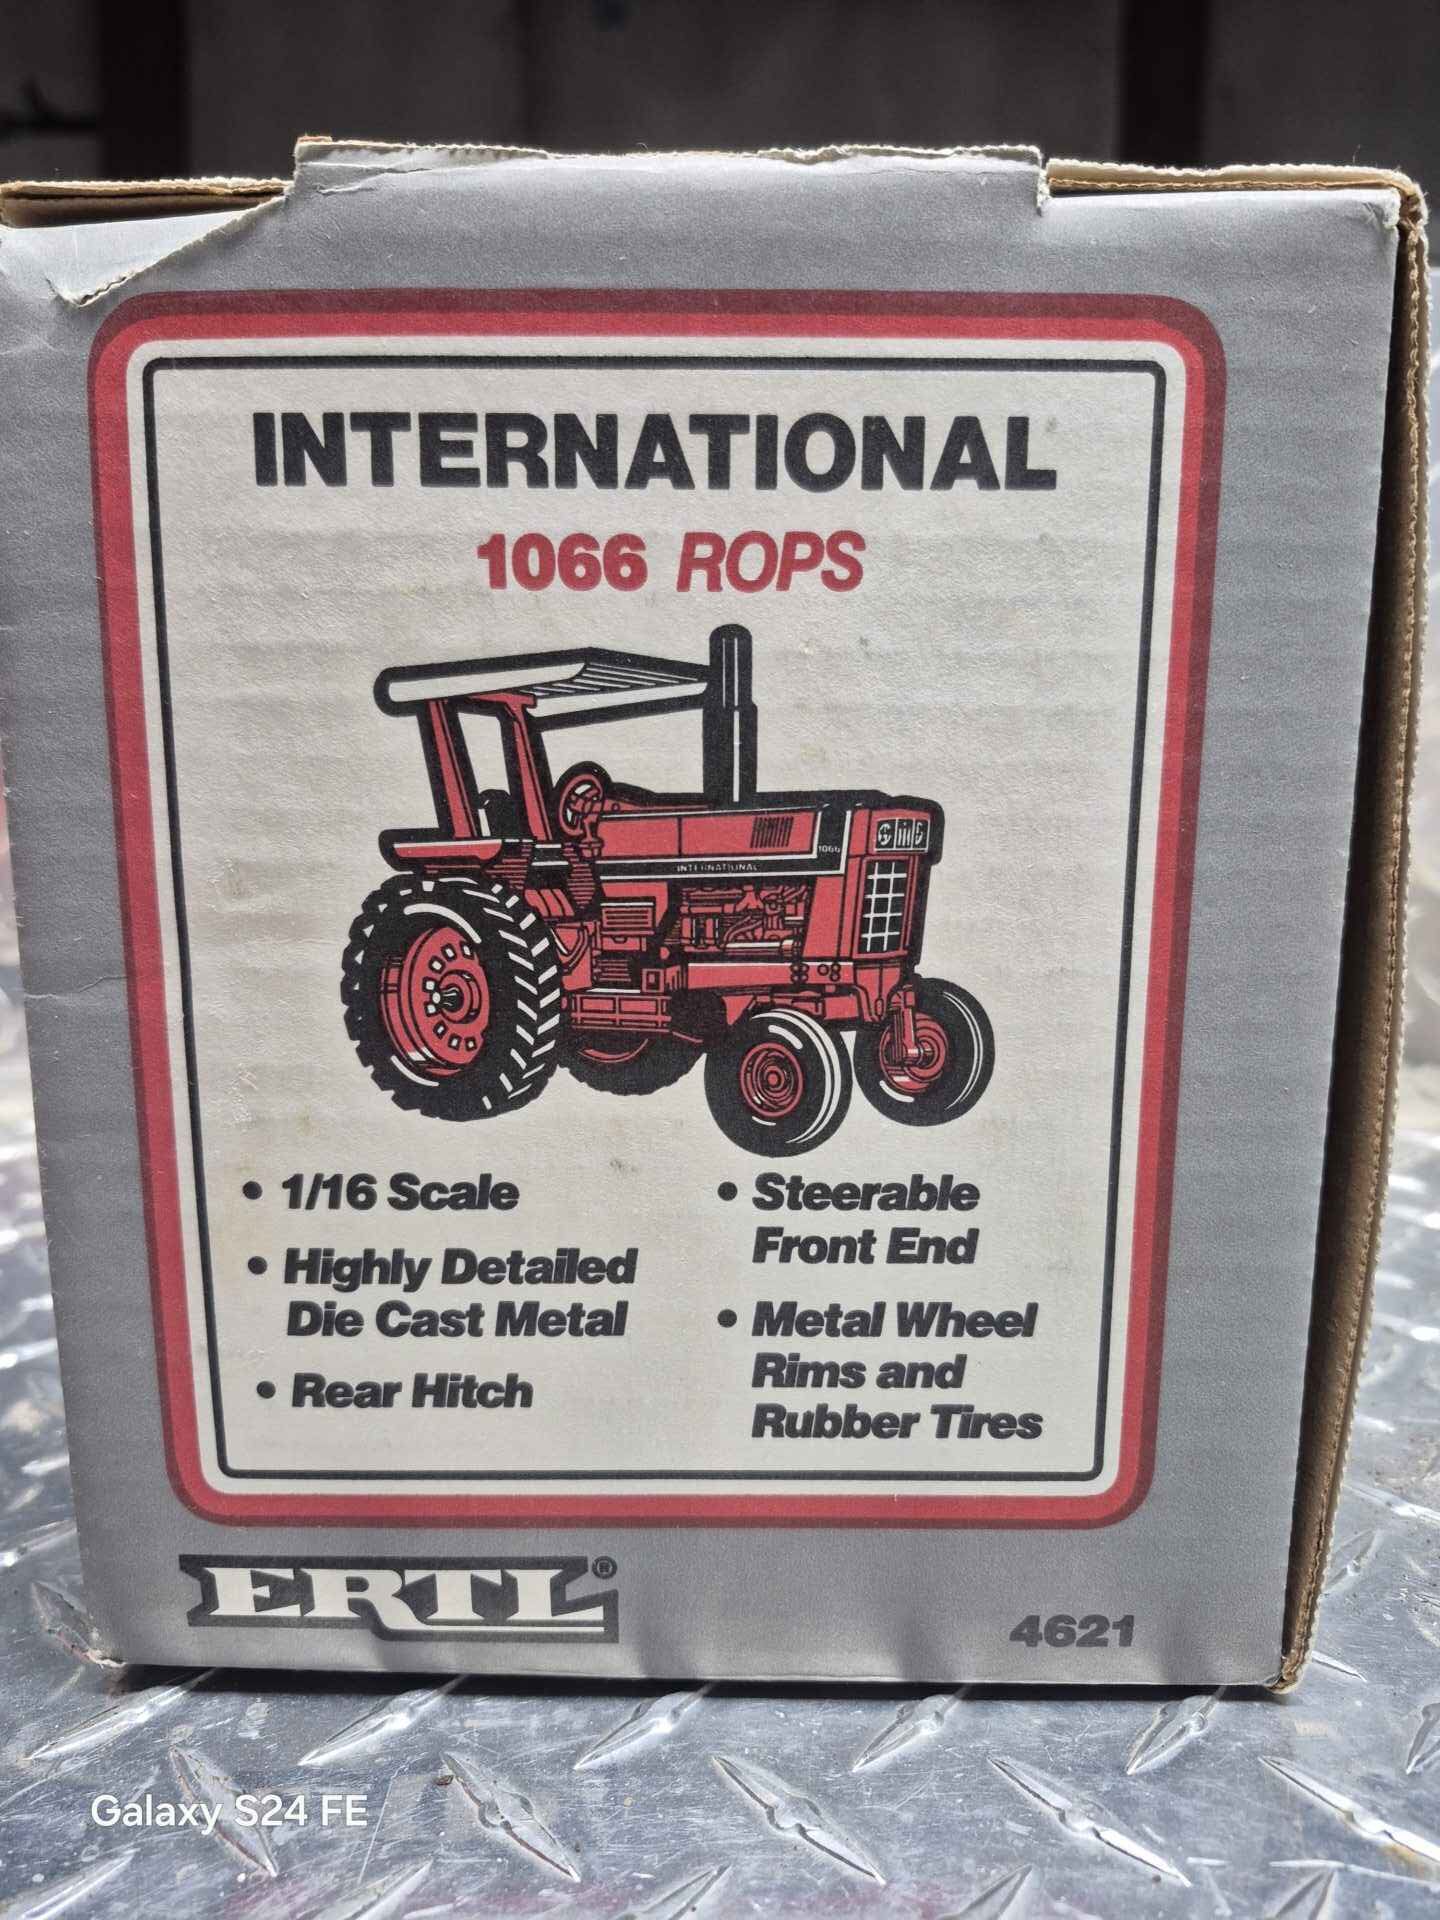 INTERNATIONAL
1066 ROPS
1066
INTERNATIONAL
• 1/16 Scale
• Highly Detailed
Die Cast Metal
• Rear Hitch
• Steerable
Front End
• Metal Wheel
Rims and
Rubber Tires
ERTL®
4621
Galaxy S24 FE